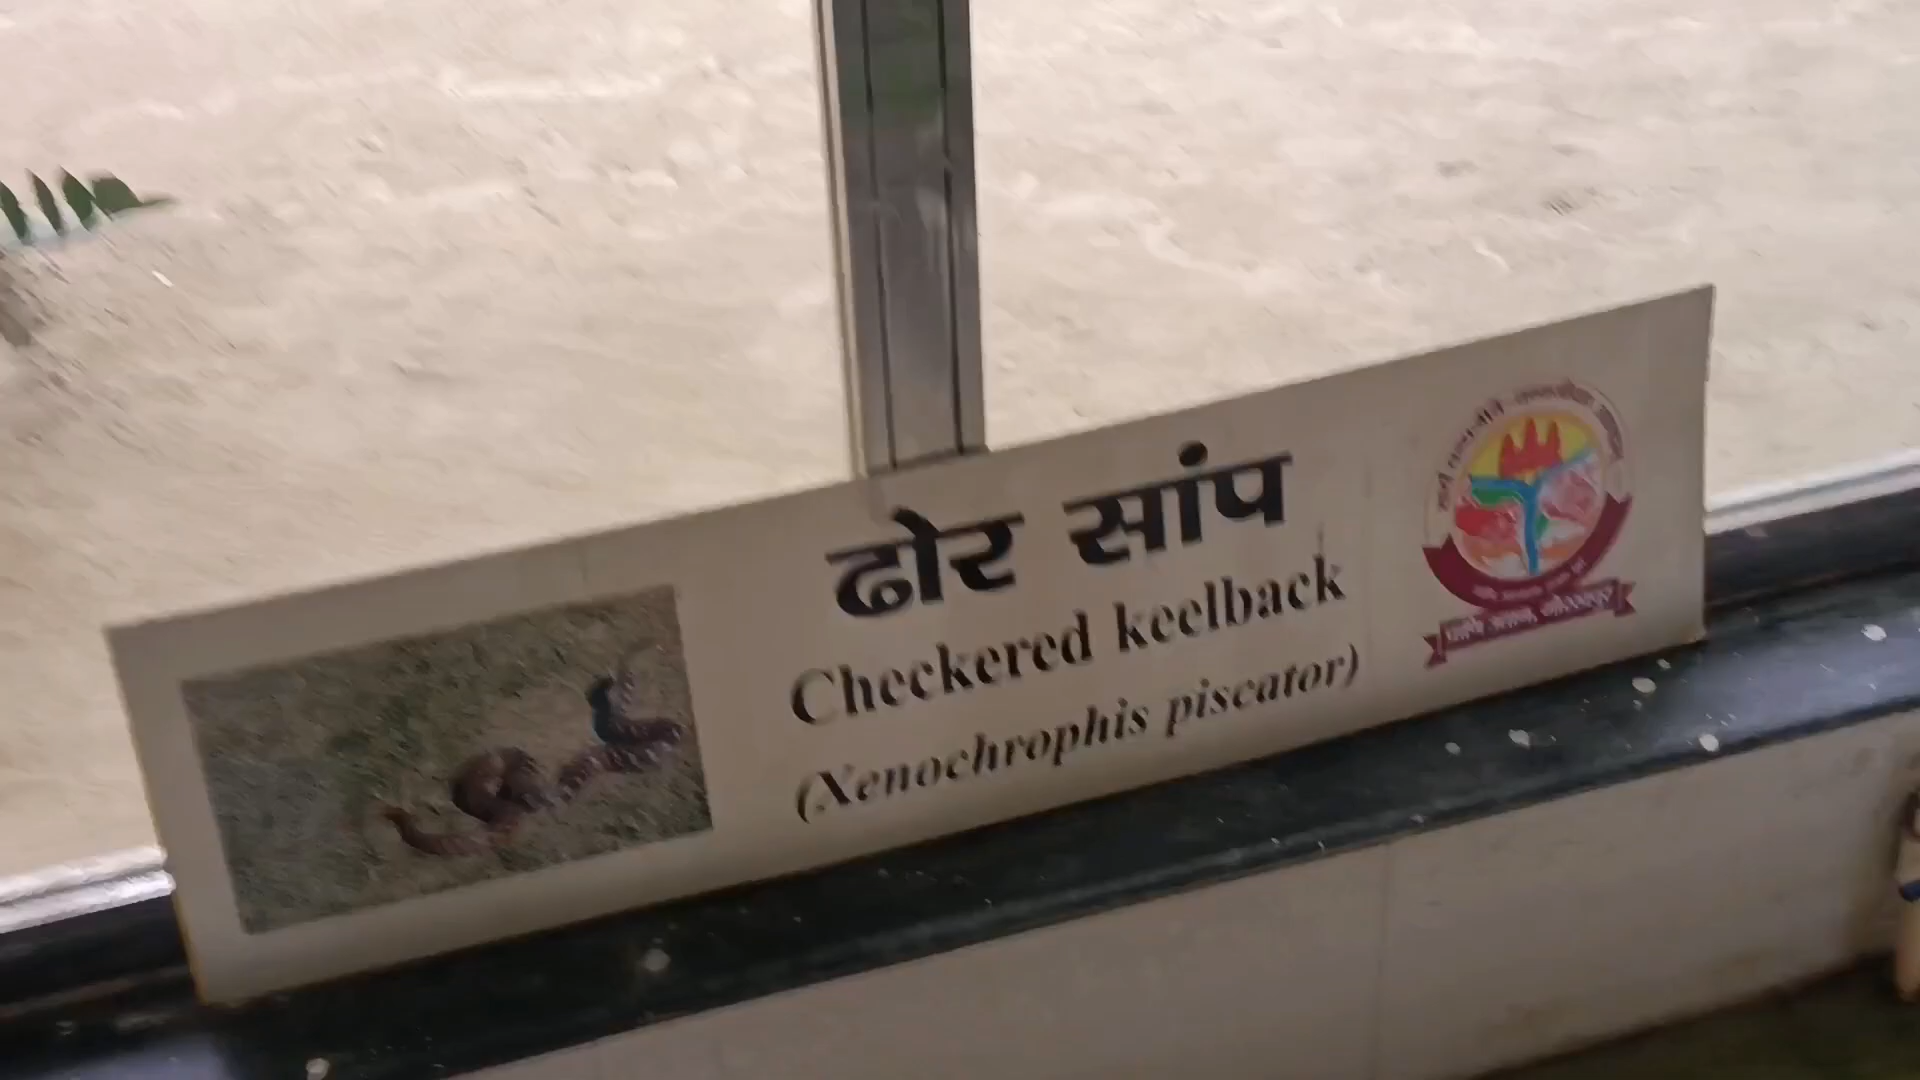 ढोर सांप
Checkered keelback
(Xenochrophis piscator)